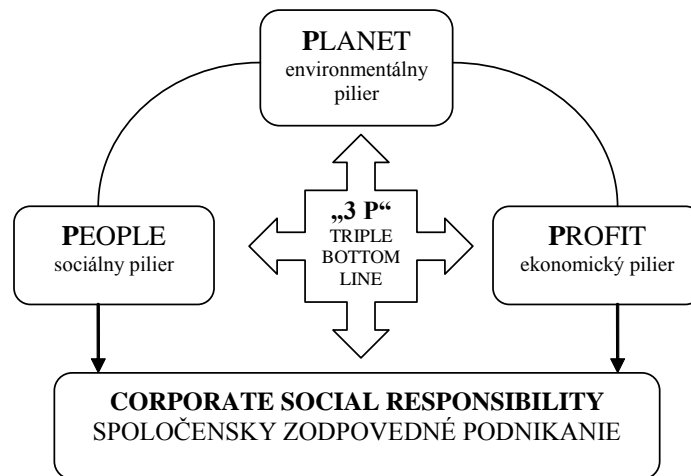 PLANET
environmentálny
pilier
PEOPLE
sociálny pilier
„3 P“
TRIPLE
BOTTOM
LINE
PROFIT
ekonomický pilier
CORPORATE SOCIAL RESPONSIBILITY
SPOLOČENSKY ZODPOVEDNÉ PODNIKANIE